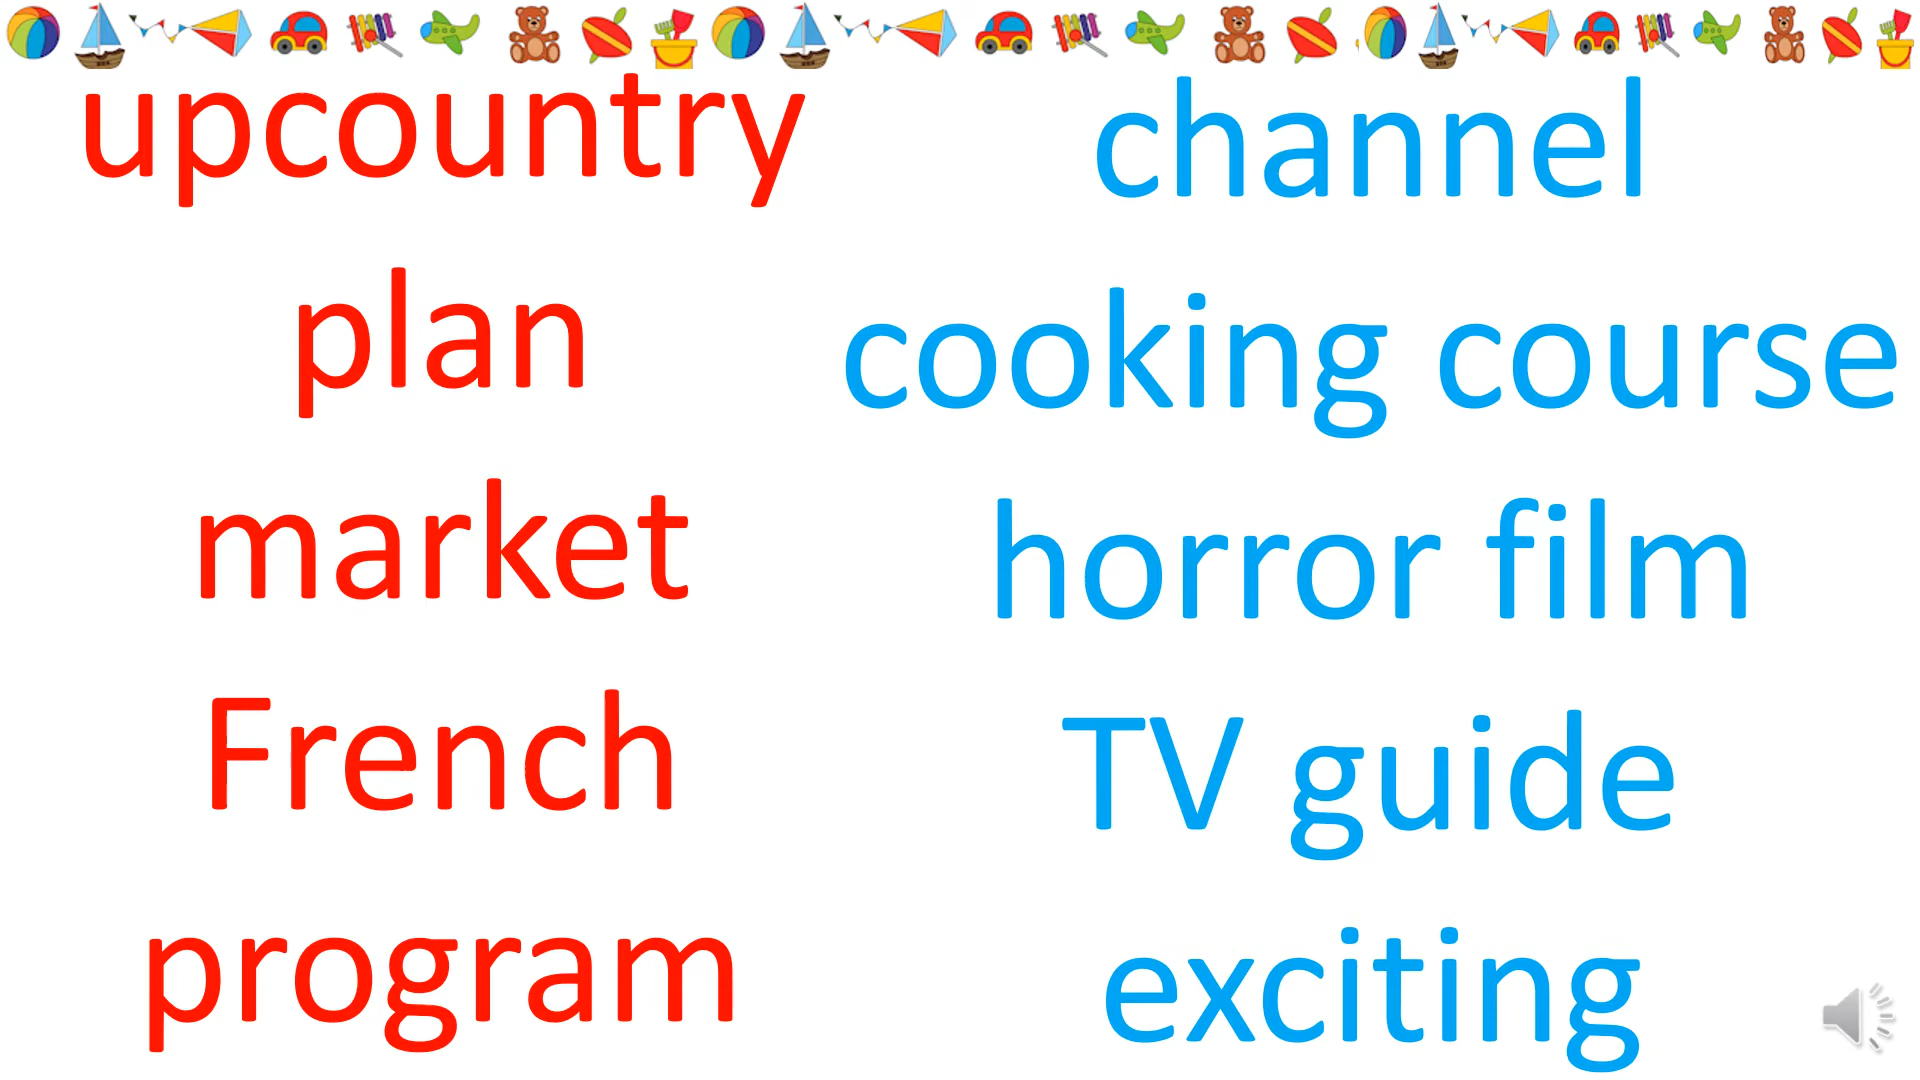 upcountry
plan
market
French
program
channel
cooking course
horror film
TV guide
exciting